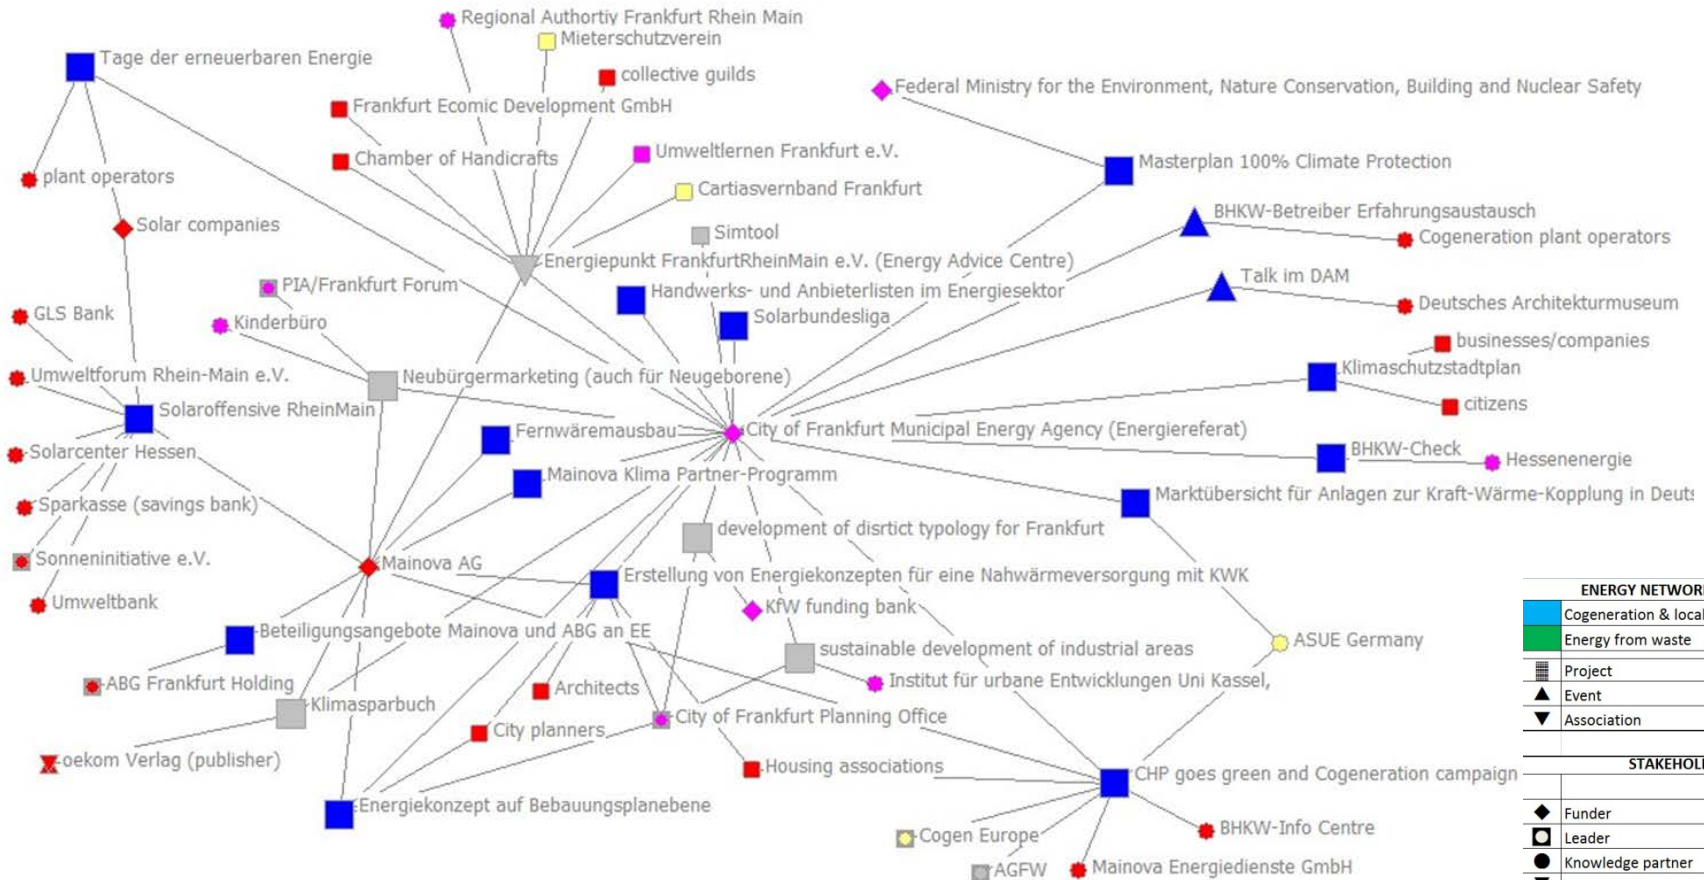 Regional Authortiy Frankfurt Rhein Main
Mieterschutzverein
Tage der erneuerbaren Energie
collective guilds
Federal Ministry for the Environment, Nature Conservation, Building and Nuclear Safety
Frankfurt Ecomic Development GmbH
Chamber of Handicrafts
Umweltlernen Frankfurt e.V.
Masterplan 100% Climate Protection
plant operators
Cartiasvernband Frankfurt
BHKW-Betreiber Erfahrungsaustausch
Solar companies
Simtool
Cogeneration plant operators
Energiepunkt FrankfurtRheinMain e.V. (Energy Advice Centre)
Talk im DAM
PIA/Frankfurt Forum
Handwerks- und Anbieterlisten im Energiesektor
Deutsches Architekturmuseum
GLS Bank
Kinderbüro
Solarbundesliga
businesses/companies
Klimaschutzstadtplan
Umweltforum Rhein-Main e.V.
Neubürgermarketing (auch für Neugeborene)
citizens
Solaroffensive RheinMain
Fernwäremausbau
City of Frankfurt Municipal Energy Agency (Energiereferat)
BHKW-Check
Hessenenergie
Solarcenter Hessen
Mainova Klima Partner-Programm
Marktübersicht für Anlagen zur Kraft-Wärme-Kopplung in Deuts
Sparkasse (savings bank)
development of disrtict typology for Frankfurt
Sonneninitiative e.V.
Mainova AG
Erstellung von Energiekonzepten für eine Nahwärmeversorgung mit KWK
Umweltbank
KfW funding bank
Beteiligungsangebote Mainova und ABG an EE
ASUE Germany
sustainable development of industrial areas
ABG Frankfurt Holding
Architects
Institut für urbane Entwicklungen Uni Kassel,
Klimasparbuch
City of Frankfurt Planning Office
City planners
oekom Verlag (publisher)
Housing associations
CHP goes green and Cogeneration campaign
Energiekonzept auf Bebauungsplanebene
Cogen Europe
BHKW-Info Centre
AGFW
Mainova Energiedienste GmbH
ENERGY NETWOR
Cogeneration & local
Energy from waste
Project
Event
Association
STAKEHOL
Funder
Leader
Knowledge partner